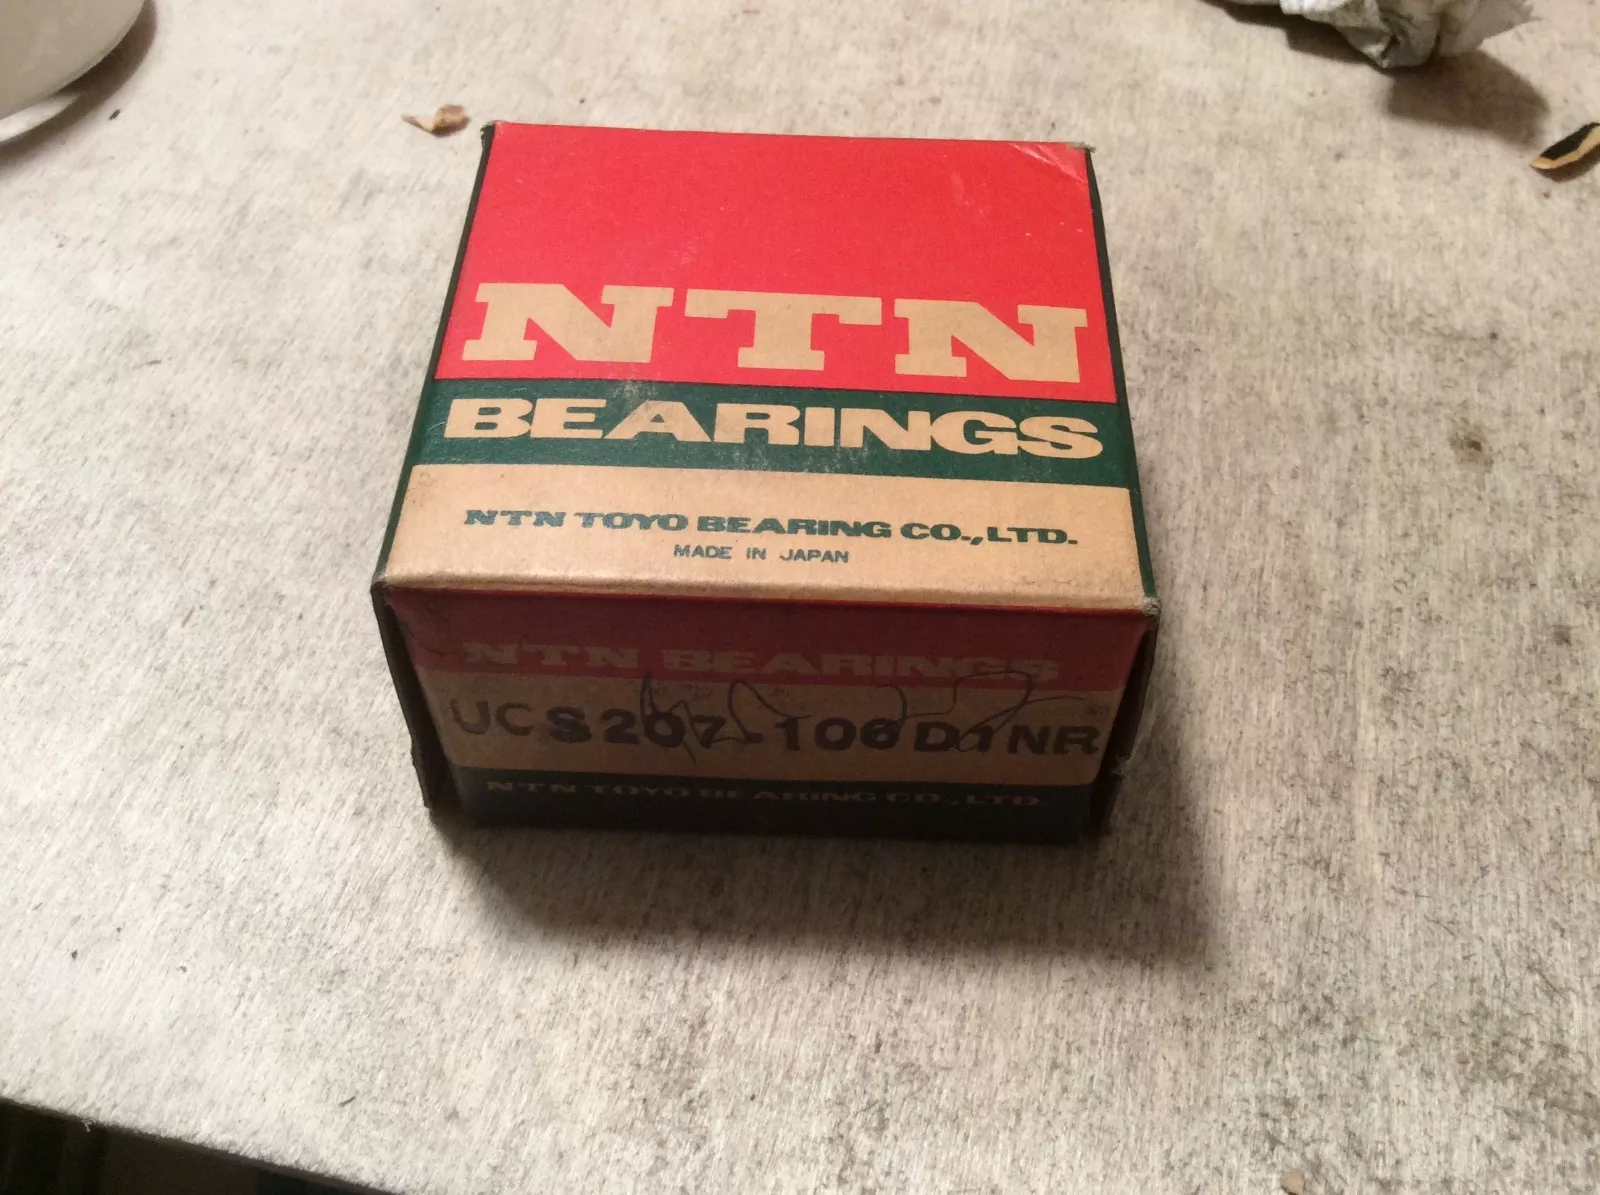 NTN
BEARINGS
NTN TOYO BEARING CO.,LTD.
MADE IN JAPAN
NTN BEARINGS
UCS207-106D1NR
NTN TOYO BEARING CO.,LTD.